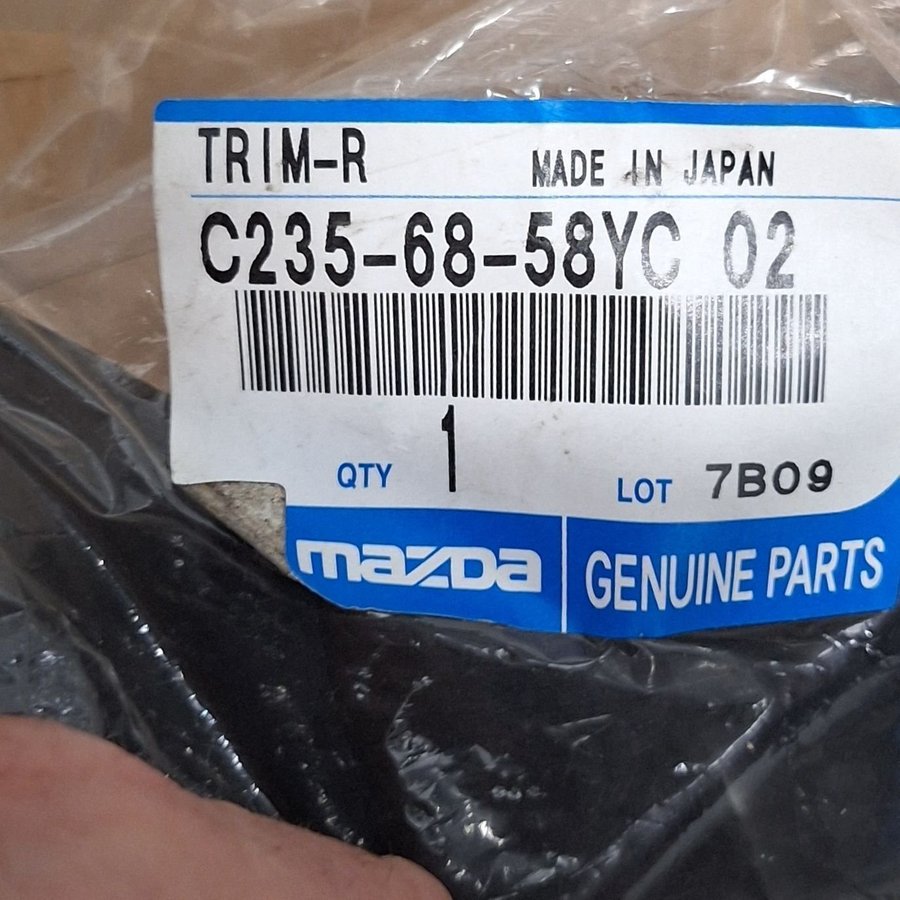 TRIM-R MADE IN JAPAN
C235-68-58YC 02
QTY 1 LOT 7B09
mazda GENUINE PARTS